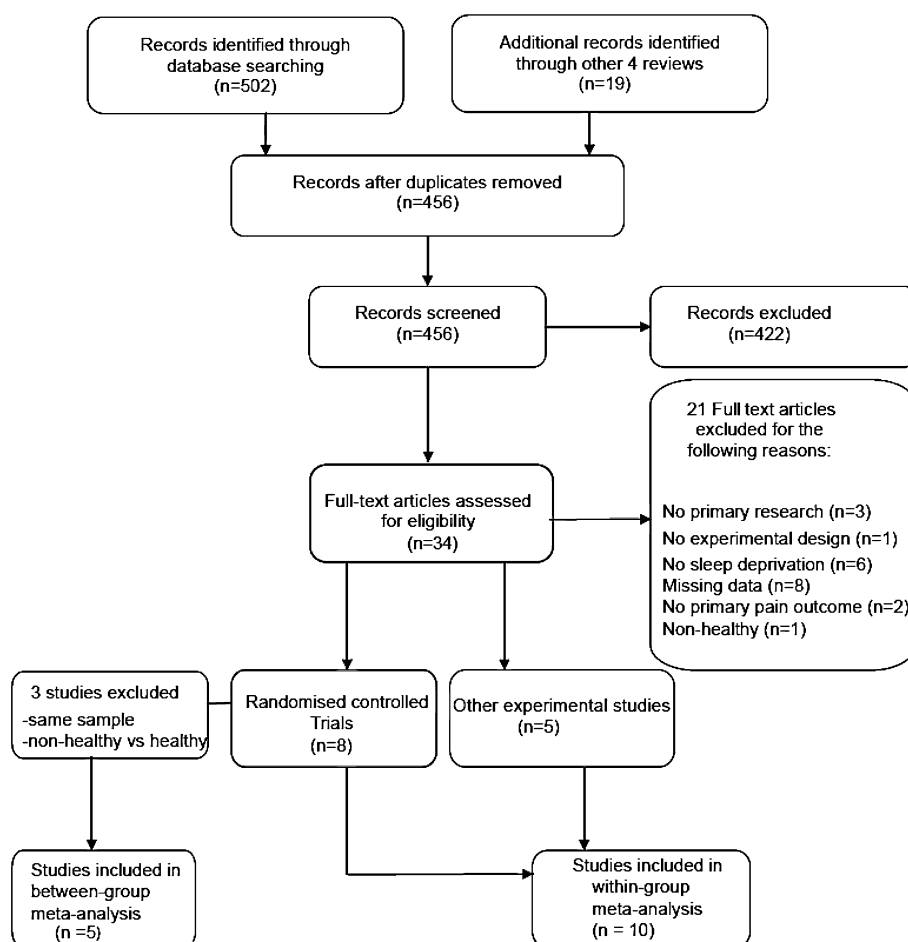 Records identified through
database searching
(n=502)
Additional records identified
through other 4 reviews
(n=19)
Records after duplicates removed
(n=456)
Records screened
(n=456)
Records excluded
(n=422)
21 Full text articles
excluded for the
following reasons:
No primary research (n=3)
No experimental design (n=1)
No sleep deprivation (n=6)
Missing data (n=8)
No primary pain outcome (n=2)
Non-healthy (n=1)
Full-text articles assessed
for eligibility
(n=34)
3 studies excluded
-same sample
-non-healthy vs healthy
Randomised controlled
Trials
(n=8)
Other experimental studies
(n=5)
Studies included in
between-group
meta-analysis
(n =5)
Studies included in
within-group
meta-analysis
(n = 10)